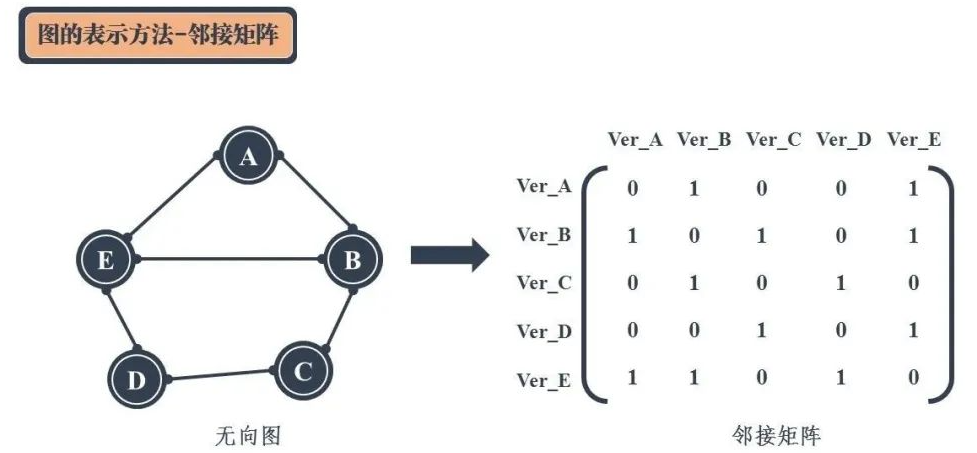 图的表示方法-邻接矩阵
A
E
B
D
C
无向图
Ver_A Ver_B Ver_C Ver_D Ver_E
Ver_A 0 1 0 0 1
Ver_B 1 0 1 0 1
Ver_C 0 1 0 1 0
Ver_D 0 0 1 0 1
Ver_E 1 1 0 1 0
邻接矩阵